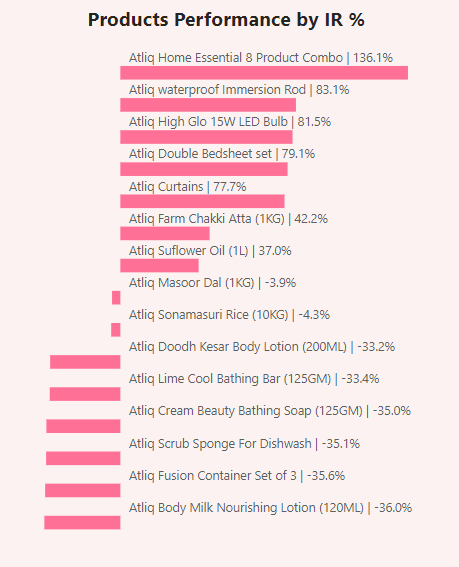 Products Performance by IR %
Atliq Home Essential 8 Product Combo | 136.1%
Atliq waterproof Immersion Rod | 83.1%
Atliq High Glo 15W LED Bulb | 81.5%
Atliq Double Bedsheet set | 79.1%
Atliq Curtains | 77.7%
Atliq Farm Chakki Atta (1KG) | 42.2%
Atliq Suflower Oil (1L) | 37.0%
Atliq Masoor Dal (1KG) | -3.9%
Atliq Sonamasuri Rice (10KG) | -4.3%
Atliq Doodh Kesar Body Lotion (200ML) | -33.2%
Atliq Lime Cool Bathing Bar (125GM) | -33.4%
Atliq Cream Beauty Bathing Soap (125GM) | -35.0%
Atliq Scrub Sponge For Dishwash | -35.1%
Atliq Fusion Container Set of 3 | -35.6%
Atliq Body Milk Nourishing Lotion (120ML) | -36.0%